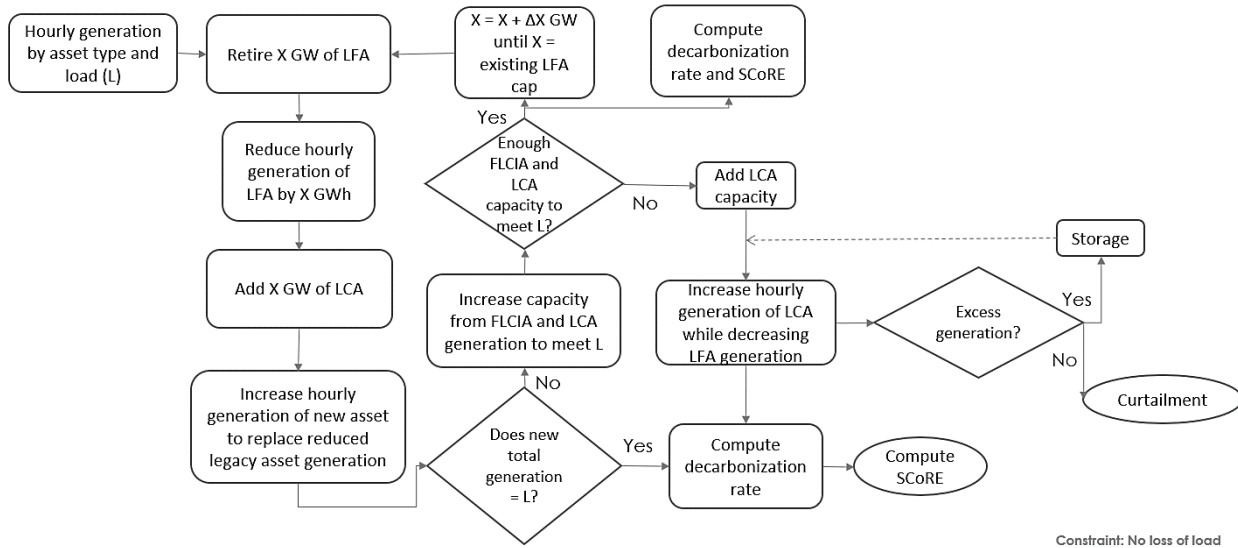 Hourly generation
by asset type and
load (L)
Retire X GW of LFA
X = X + ΔX GW
until X =
existing LFA
cap
Compute
decarbonization
rate and SCoRE
Yes
Reduce hourly
generation of
LFA by X GWh
Enough
FLCIA and
LCA
capacity to
meet L?
No
Add LCA
capacity
Storage
Add X GW of LCA
Increase capacity
from FLCIA and LCA
generation to meet L
Increase hourly
generation of LCA
while decreasing
LFA generation
Excess
generation?
Yes
No
Curtailment
No
Increase hourly
generation of new asset
to replace reduced
legacy asset generation
Does new
total
generation
= L?
Yes
Compute
decarbonization
rate
Compute
SCoRE
Constraint: No loss of load